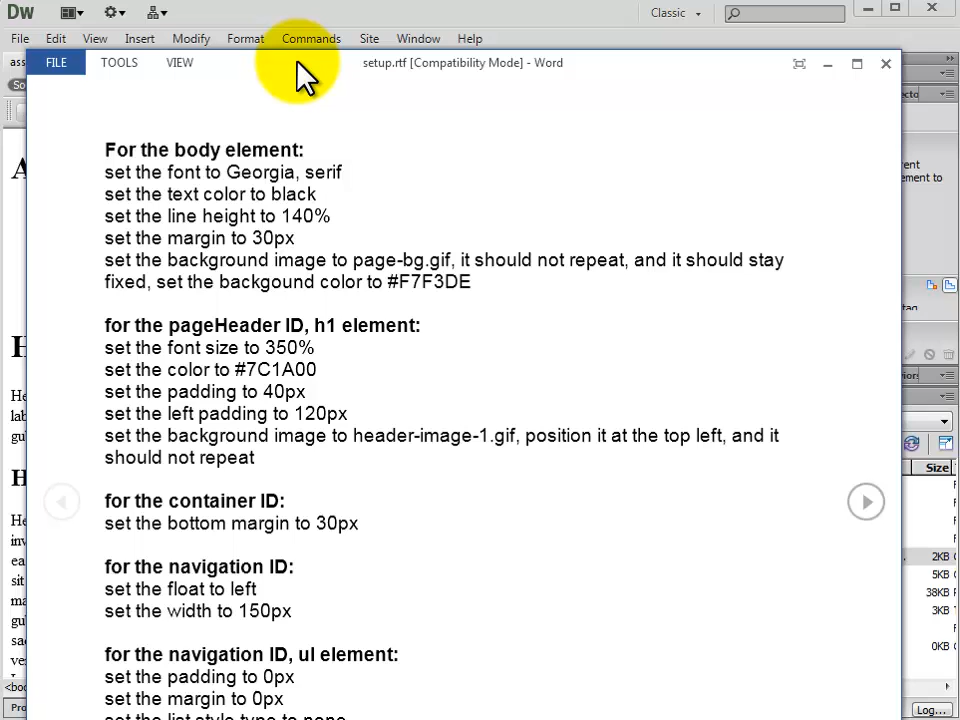 Dw
Classic
File Edit View Insert Modify Format Commands Site Window Help
FILE TOOLS VIEW setup.rtf [Compatibility Mode] - Word
For the body element:
set the font to Georgia, serif
set the text color to black
set the line height to 140%
set the margin to 30px
set the background image to page-bg.gif, it should not repeat, and it should stay
fixed, set the backgound color to #F7F3DE
for the pageHeader ID, h1 element:
set the font size to 350%
set the color to #7C1A00
set the padding to 40px
set the left padding to 120px
set the background image to header-image-1.gif, position it at the top left, and it
should not repeat
for the container ID:
set the bottom margin to 30px
for the navigation ID:
set the float to left
set the width to 150px
for the navigation ID, ul element:
set the padding to 0px
set the margin to 0px
set the list style type to none
Size
2KB
5KB
38KB
3KB
0KB
Log...